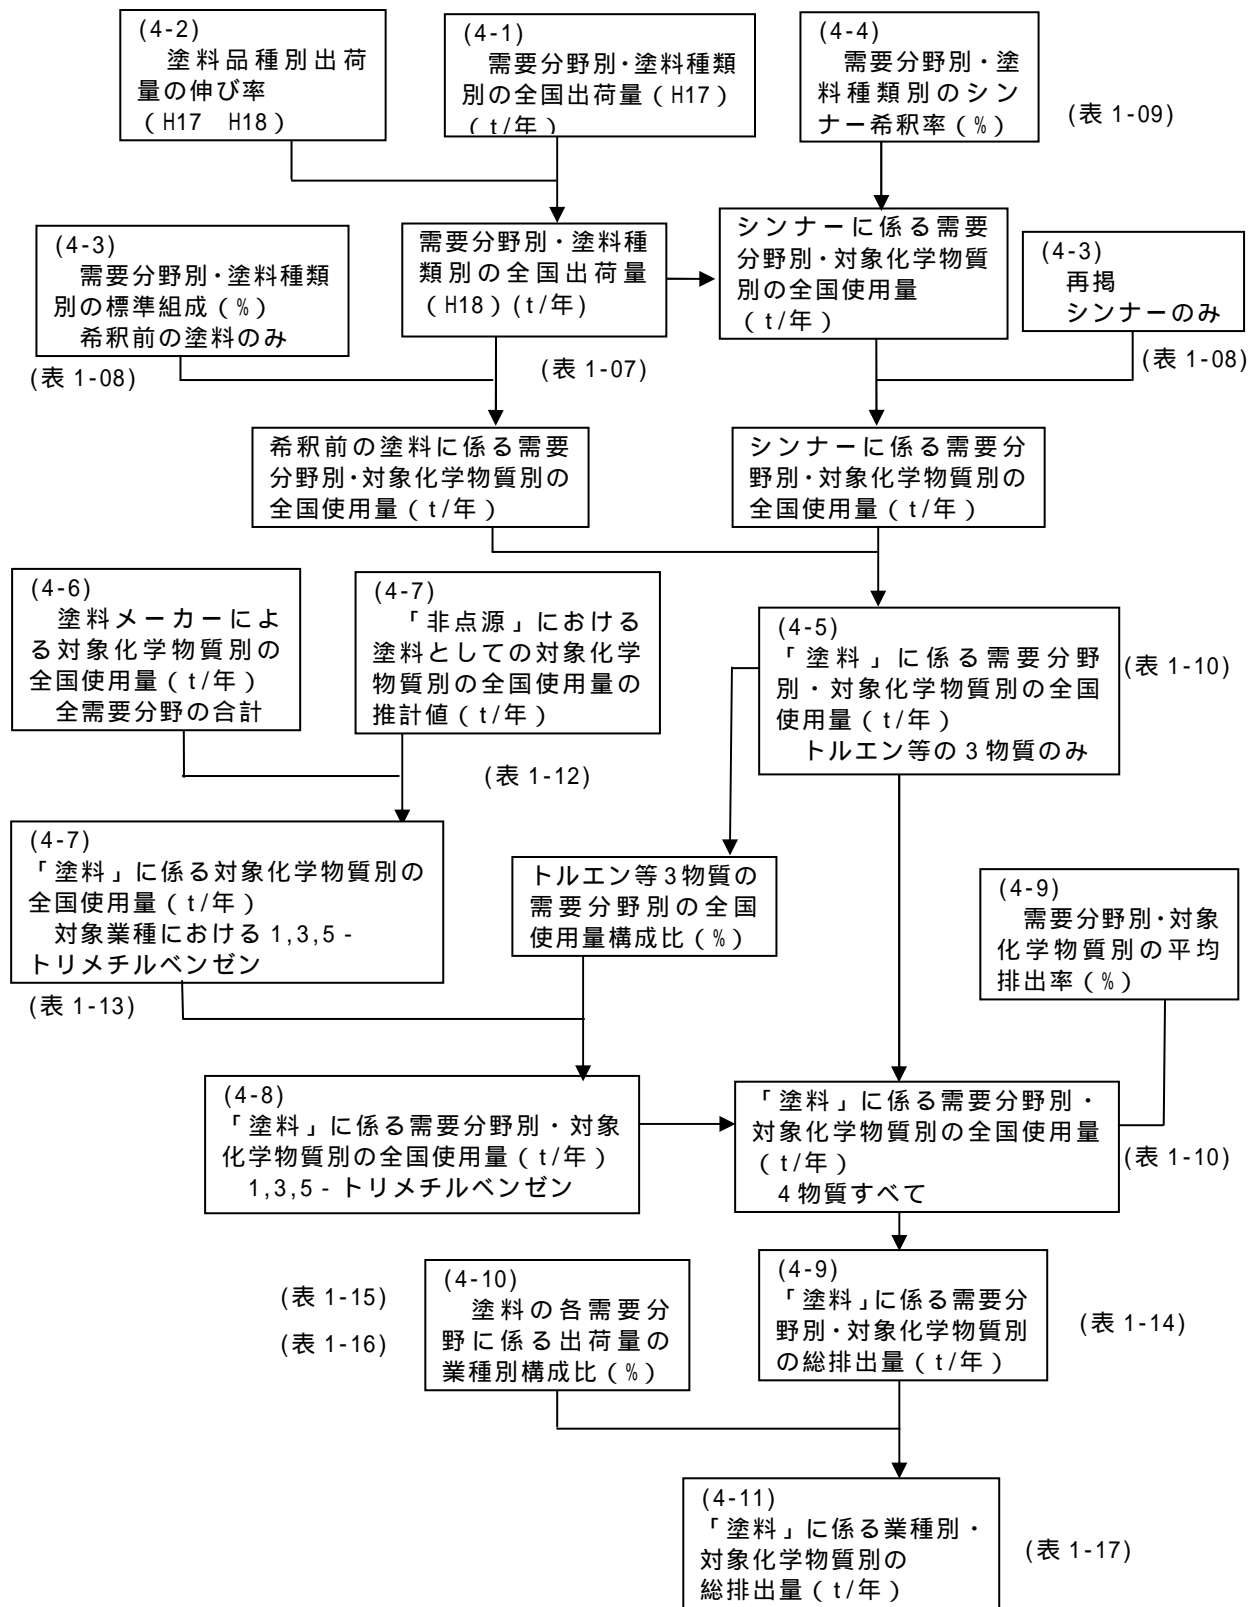 (4-2)
塗料品種別出荷
量の伸び率
（H17　H18）
(4-1)
需要分野別・塗料種類
別の全国出荷量（H17）
（t/年）
(4-4)
需要分野別・塗
料種類別のシン
ナー希釈率（%）
(表 1-09)
(4-3)
需要分野別・塗料種類
別の標準組成（%）
希釈前の塗料のみ
(表 1-08)
需要分野別・塗料種
類別の全国出荷量
（H18）(t/年)
(表 1-07)
シンナーに係る需要
分野別・対象化学物質
別の全国使用量
（t/年）
(4-3)
再掲
シンナーのみ
(表 1-08)
希釈前の塗料に係る需要
分野別・対象化学物質別の
全国使用量（t/年）
シンナーに係る需要分
野別・対象化学物質別の
全国使用量（t/年）
(4-6)
塗料メーカーによ
る対象化学物質別の
全国使用量（t/年）
全需要分野の合計
(4-7)
「非点源」における
塗料としての対象化学
物質別の全国使用量の
推計値（t/年）
(表 1-12)
(4-5)
「塗料」に係る需要分野
別・対象化学物質別の全国
使用量（t/年）
トルエン等の3物質のみ
(表 1-10)
(4-7)
「塗料」に係る対象化学物質別の
全国使用量（t/年）
対象業種における 1,3,5 -
トリメチルベンゼン
(表 1-13)
トルエン等3物質の
需要分野別の全国
使用量構成比（%）
(4-9)
需要分野別・対象
化学物質別の平均
排出率（%）
(4-8)
「塗料」に係る需要分野別・対象
化学物質別の全国使用量（t/年）
1,3,5 - トリメチルベンゼン
「塗料」に係る需要分野別・
対象化学物質別の全国使用量
（t/年）
4物質すべて
(表 1-10)
(表 1-15)
(表 1-16)
(4-10)
塗料の各需要分
野に係る出荷量の
業種別構成比（%）
(4-9)
「塗料」に係る需要分
野別・対象化学物質別
の総排出量（t/年）
(表 1-14)
(4-11)
「塗料」に係る業種別・
対象化学物質別の
総排出量（t/年）
(表 1-17)